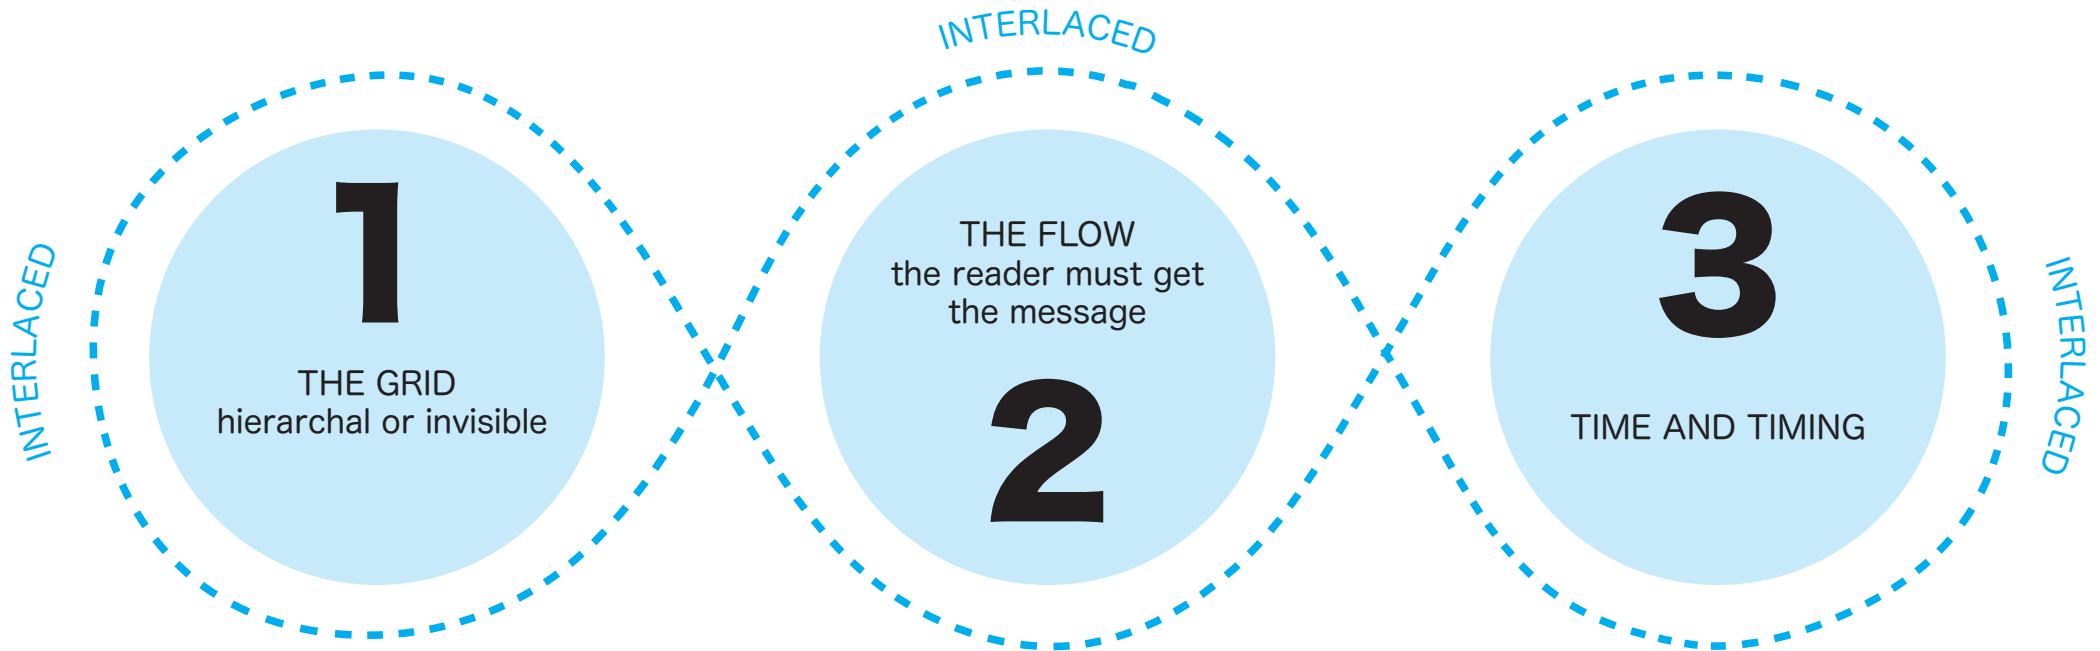 INTERLACED
1
THE GRID
hierarchal or invisible
INTERLACED
THE FLOW
the reader must get
the message
2
3
TIME AND TIMING
INTERLACED